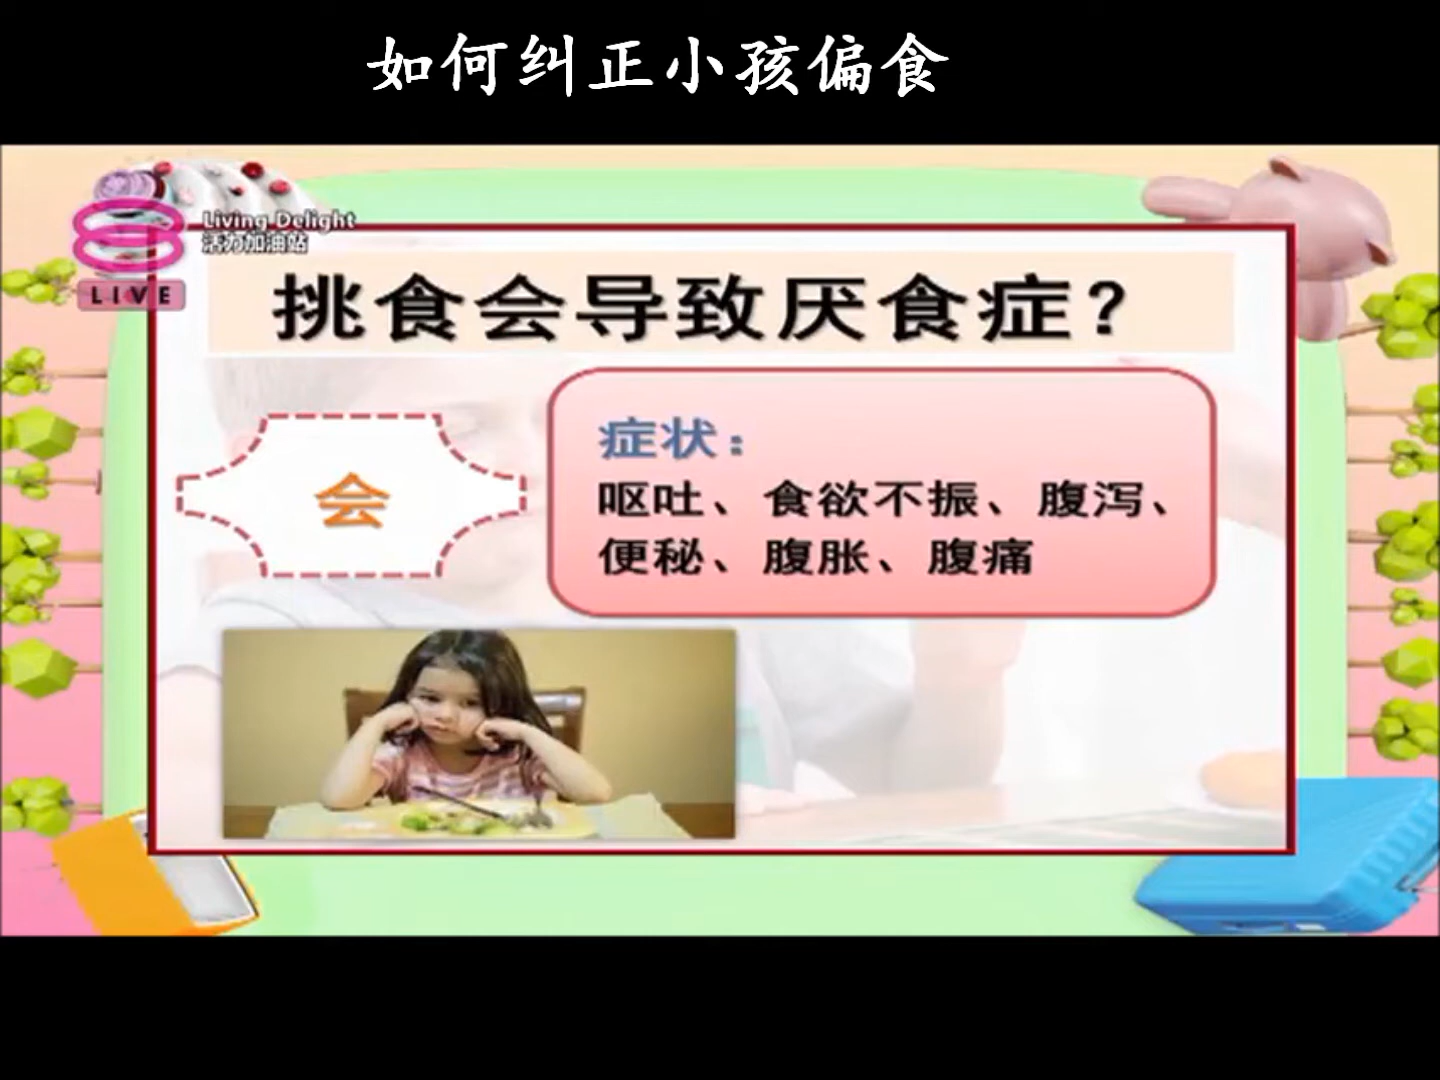 如何纠正小孩偏食
Living Delight
活力加油站
LIVE
挑食会导致厌食症？
会
症状：
呕吐、食欲不振、腹泻、
便秘、腹胀、腹痛